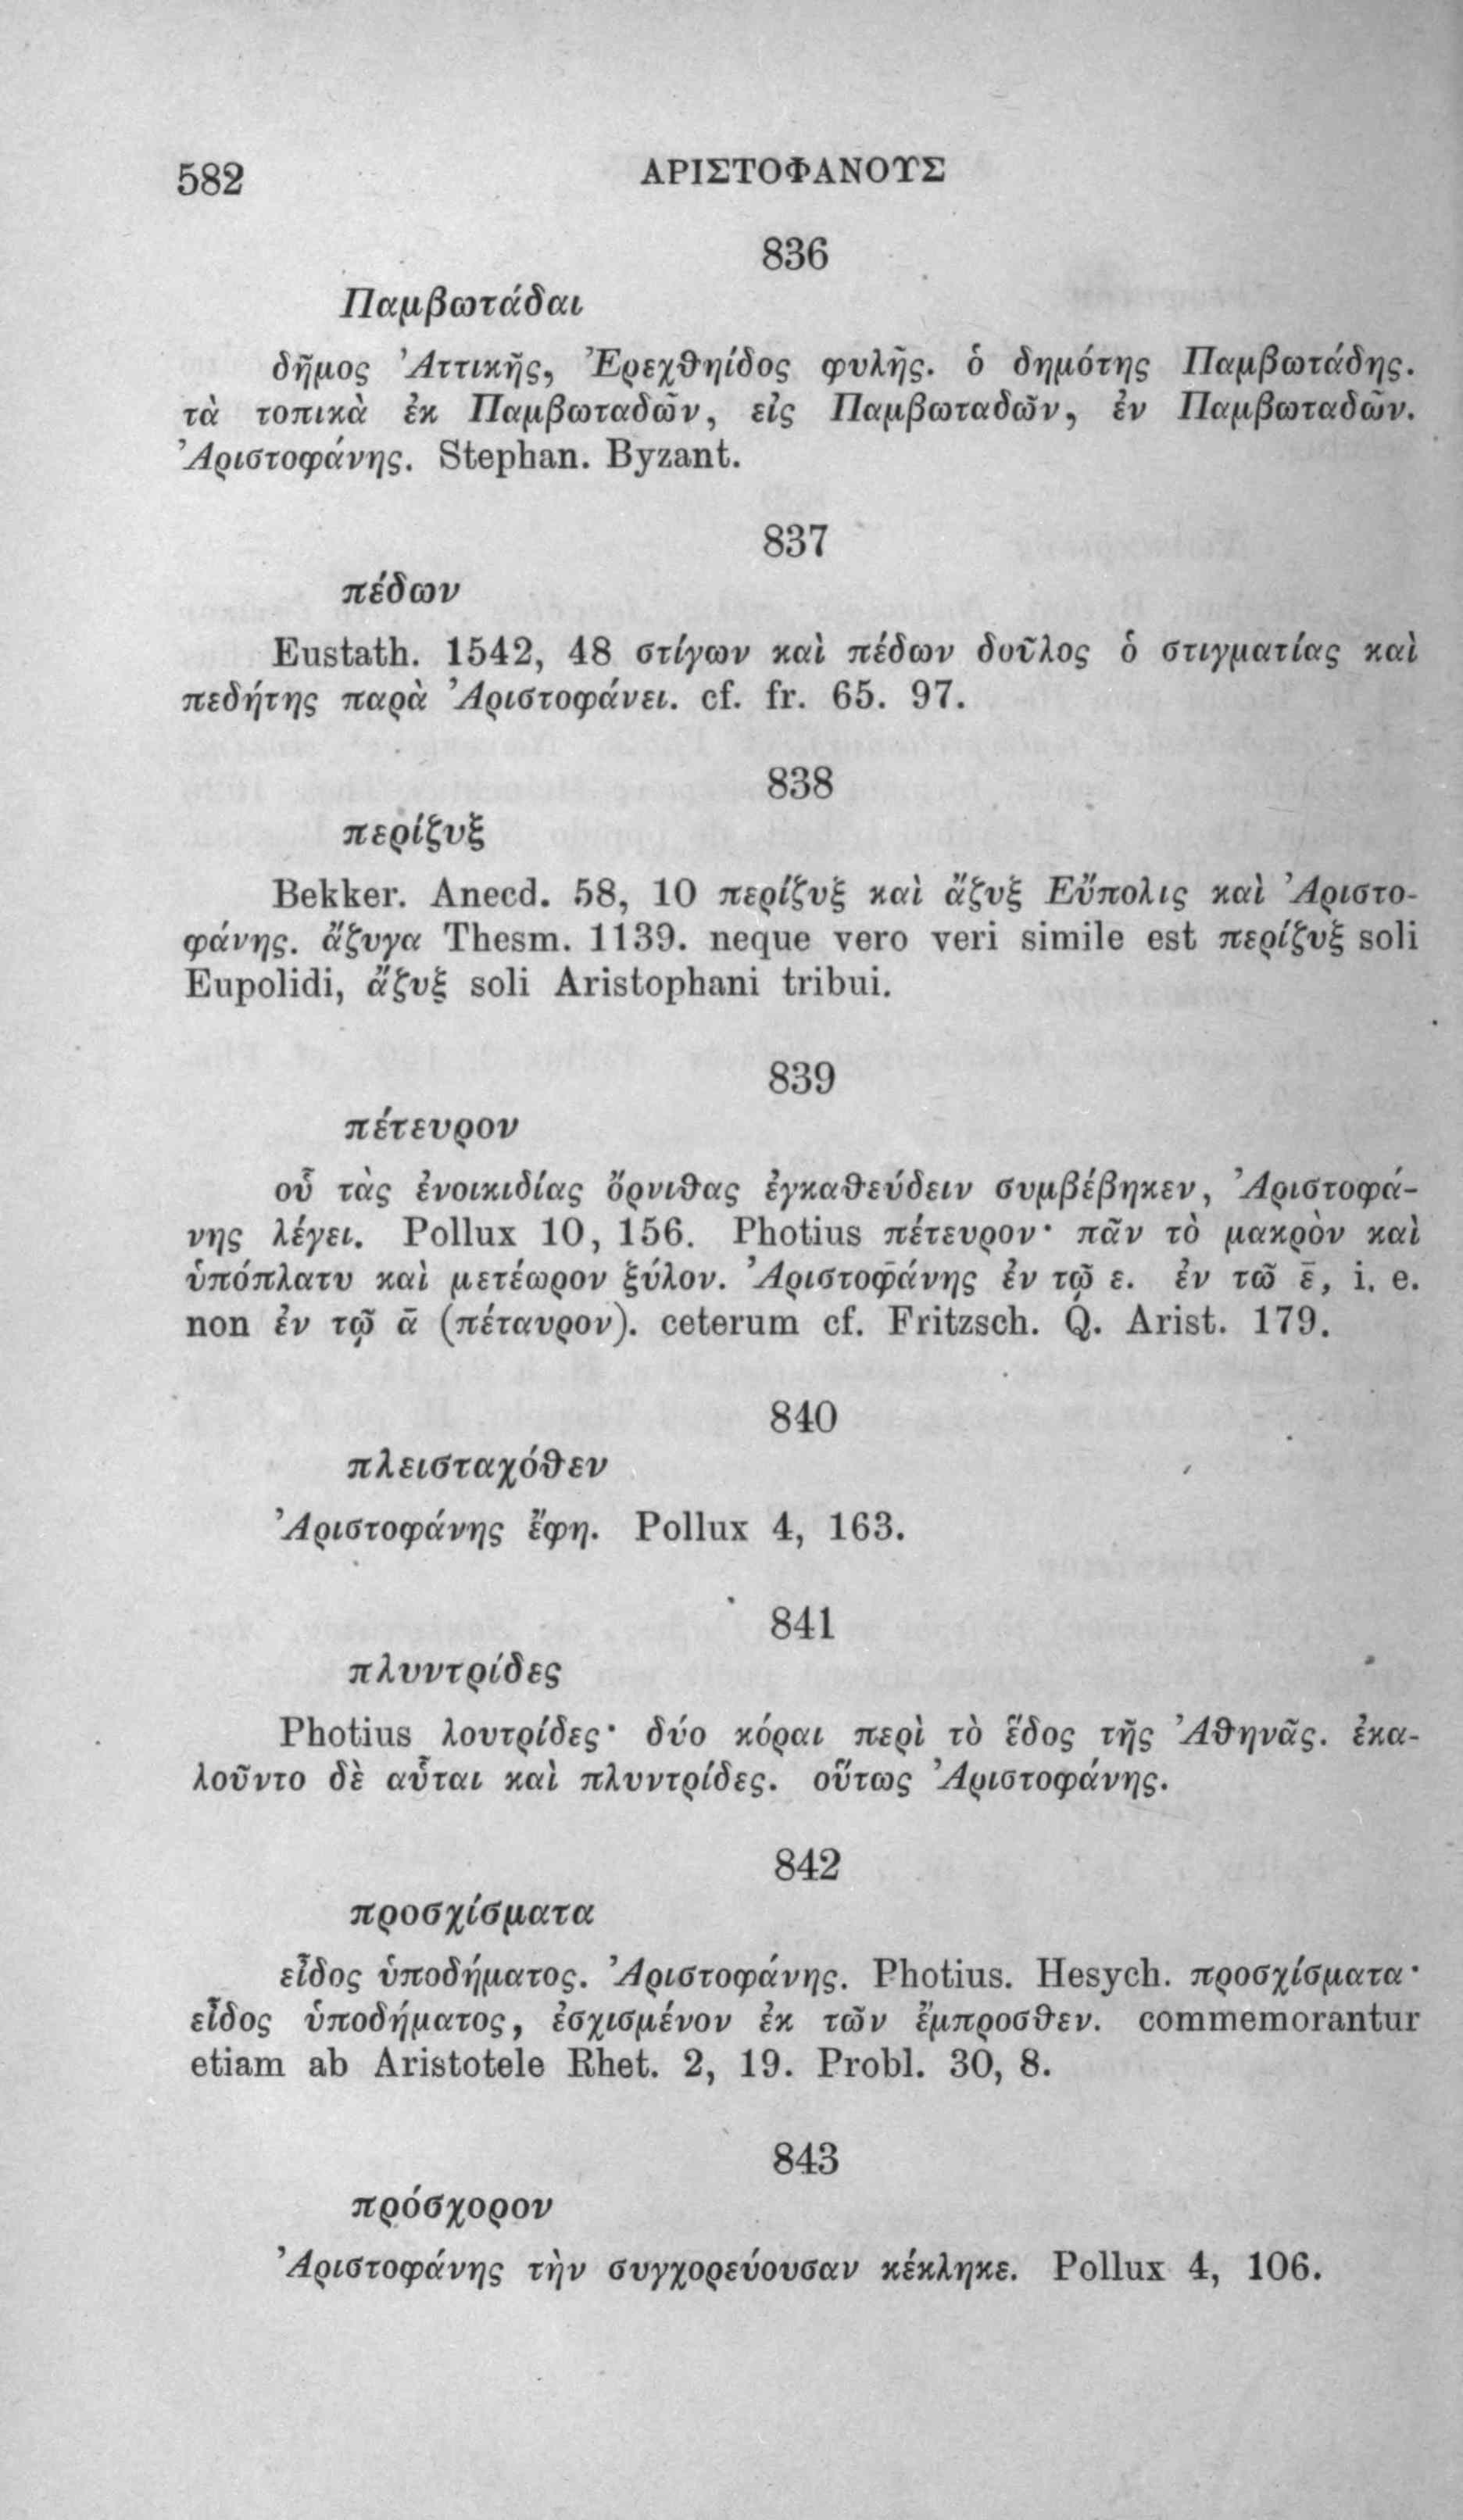 582 ΑΡΙΣΤΟΦΑΝΟΥΣ
836
Παμβωτάδαι
δῆμος Ἀττικῆς, Ἐρεχθηίδος φυλῆς. ὁ δημότης Παμβωτάδης.
τὰ τοπικὰ ἐκ Παμβωταδῶν, εἰς Παμβωταδῶν, ἐν Παμβωταδῶν.
Ἀριστοφάνης. Stephan. Byzant.
837
πέδων
Eustath. 1542, 48 στίγων καὶ πέδων δοῦλος ὁ στιγματίας καὶ
πεδήτης παρὰ Ἀριστοφάνει. cf. fr. 65. 97.
838
περίζυξ
Bekker. Anecd. 58, 10 περίζυξ καὶ ἄζυξ Εὔπολις καὶ Ἀριστο-
φάνης. ἄζυγα Thesm. 1139. neque vero veri simile est περίζυξ soli
Eupolidi, ἄζυξ soli Aristophani tribui.
839
πέτευρον
οὗ τὰς ἐνοικιδίας ὄρνιθας ἐγκαθεύδειν συμβέβηκεν, Ἀριστοφά-
νης λέγει. Pollux 10, 156. Photius πέτευρον· πᾶν τὸ μακρὸν καὶ
ὑπόπλατυ καὶ μετέωρον ξύλον. Ἀριστοφάνης ἐν τῷ ε. ἐν τῶ ε̄, i. e.
non ἐν τῷ ᾱ (πέταυρον). ceterum cf. Fritzsch. Q. Arist. 179.
840
πλεισταχόθεν
Ἀριστοφάνης ἔφη. Pollux 4, 163.
841
πλυντρίδες
Photius λουτρίδες· δύο κόραι περὶ τὸ ἕδος τῆς Ἀθηνᾶς. ἐκα-
λοῦντο δὲ αὗται καὶ πλυντρίδες. οὕτως Ἀριστοφάνης.
842
προσχίσματα
εἶδος ὑποδήματος. Ἀριστοφάνης. Photius. Hesych. προσχίσματα·
εἶδος ὑποδήματος, ἐσχισμένον ἐκ τῶν ἔμπροσθεν. commemorantur
etiam ab Aristotele Rhet. 2, 19. Probl. 30, 8.
843
πρόσχορον
Ἀριστοφάνης τὴν συγχορεύουσαν κέκληκε. Pollux 4, 106.